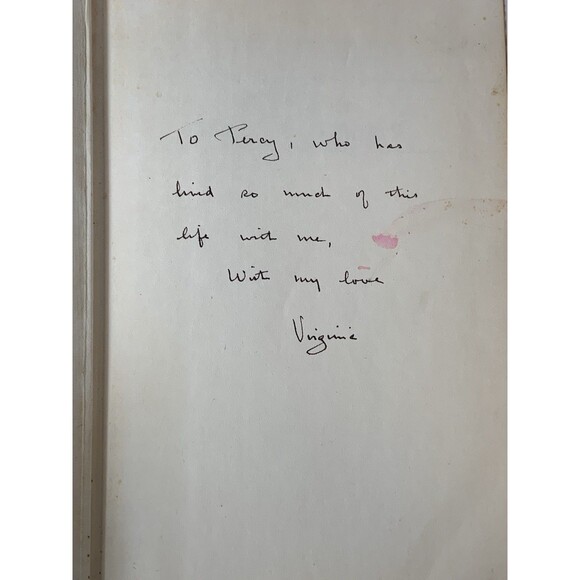 To Percy, who has
lived so much of this
life with me,
With my love
Virginia